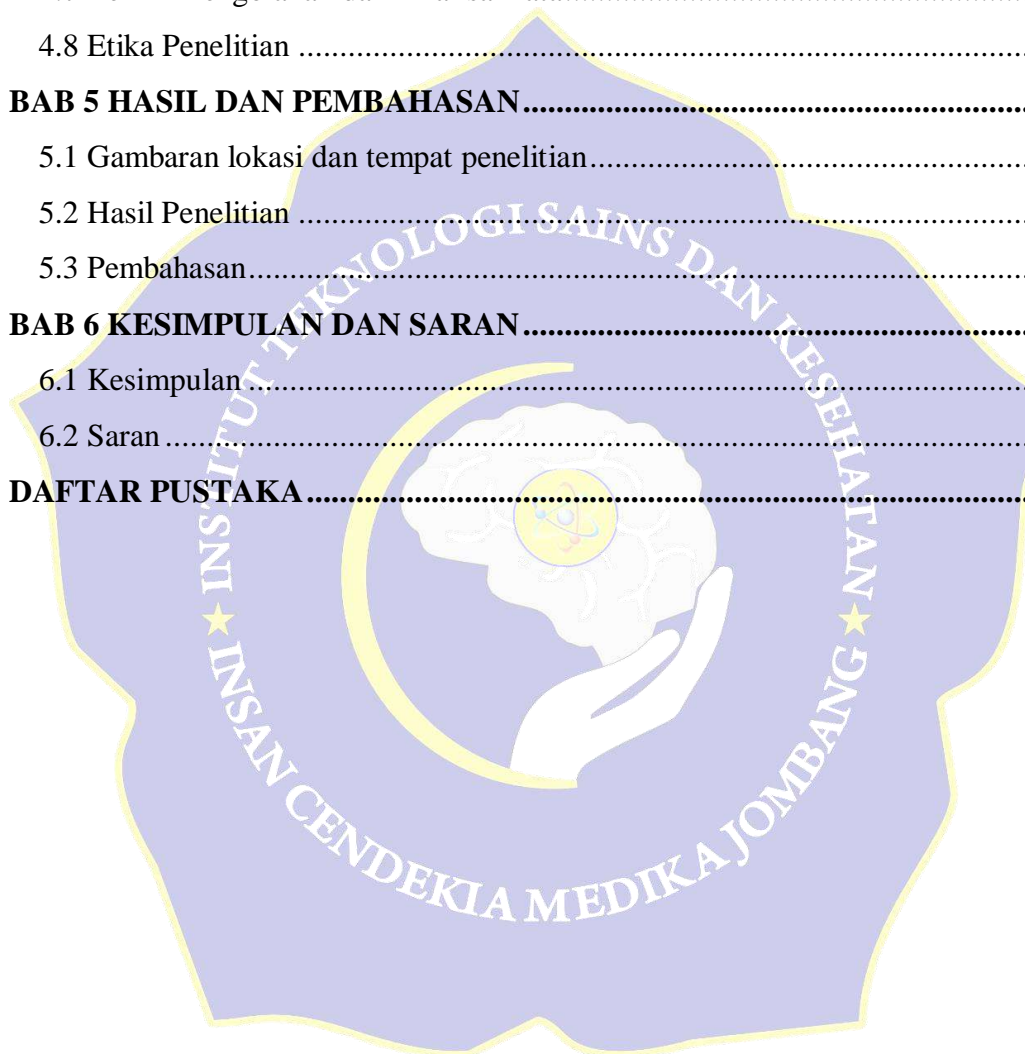 4.8 Etika Penelitian ........................................................................
BAB 5 HASIL DAN PEMBAHASAN........................................................................
5.1 Gambaran lokasi dan tempat penelitian........................................................................
5.2 Hasil Penelitian ........................................................................
5.3 Pembahasan........................................................................
BAB 6 KESIMPULAN DAN SARAN........................................................................
6.1 Kesimpulan........................................................................
6.2 Saran........................................................................
DAFTAR PUSTAKA........................................................................
INSTITUT TEKNOLOGI SAINS DAN KESEHATAN
INSAN CENDEKIA MEDIKA JOMBANG